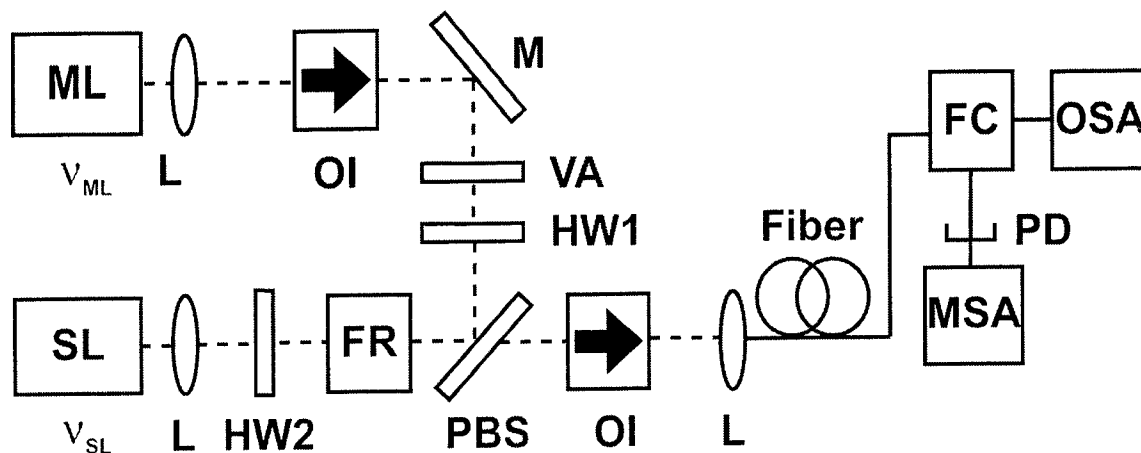 ML
L
ν_ML
OI
M
VA
HW1
FC
OSA
PD
MSA
Fiber
SL
L
ν_SL
HW2
FR
PBS
OI
L